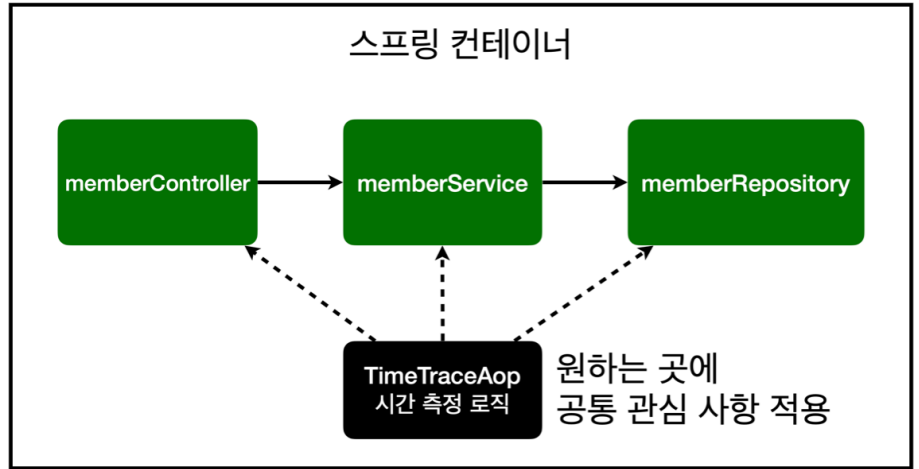 스프링 컨테이너
memberController
memberService
memberRepository
TimeTraceAop
시간 측정 로직
원하는 곳에
공통 관심 사항 적용